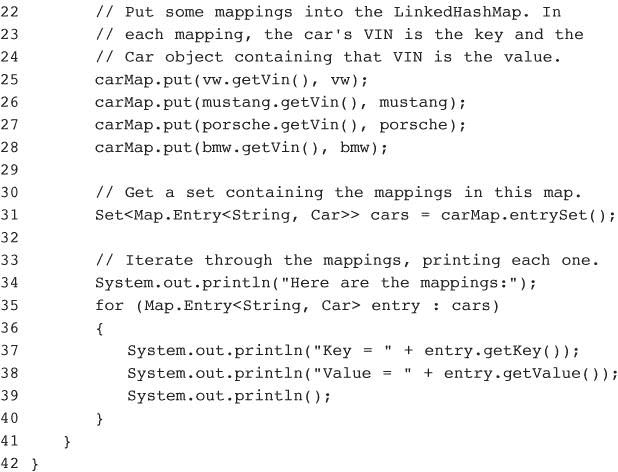 22        // Put some mappings into the LinkedHashMap. In
23        // each mapping, the car's VIN is the key and the
24        // Car object containing that VIN is the value.
25        carMap.put(vw.getVin(), vw);
26        carMap.put(mustang.getVin(), mustang);
27        carMap.put(porsche.getVin(), porsche);
28        carMap.put(bmw.getVin(), bmw);
29
30        // Get a set containing the mappings in this map.
31        Set<Map.Entry<String, Car>> cars = carMap.entrySet();
32
33        // Iterate through the mappings, printing each one.
34        System.out.println("Here are the mappings:");
35        for (Map.Entry<String, Car> entry : cars)
36        {
37            System.out.println("Key = " + entry.getKey());
38            System.out.println("Value = " + entry.getValue());
39            System.out.println();
40        }
41    }
42 }